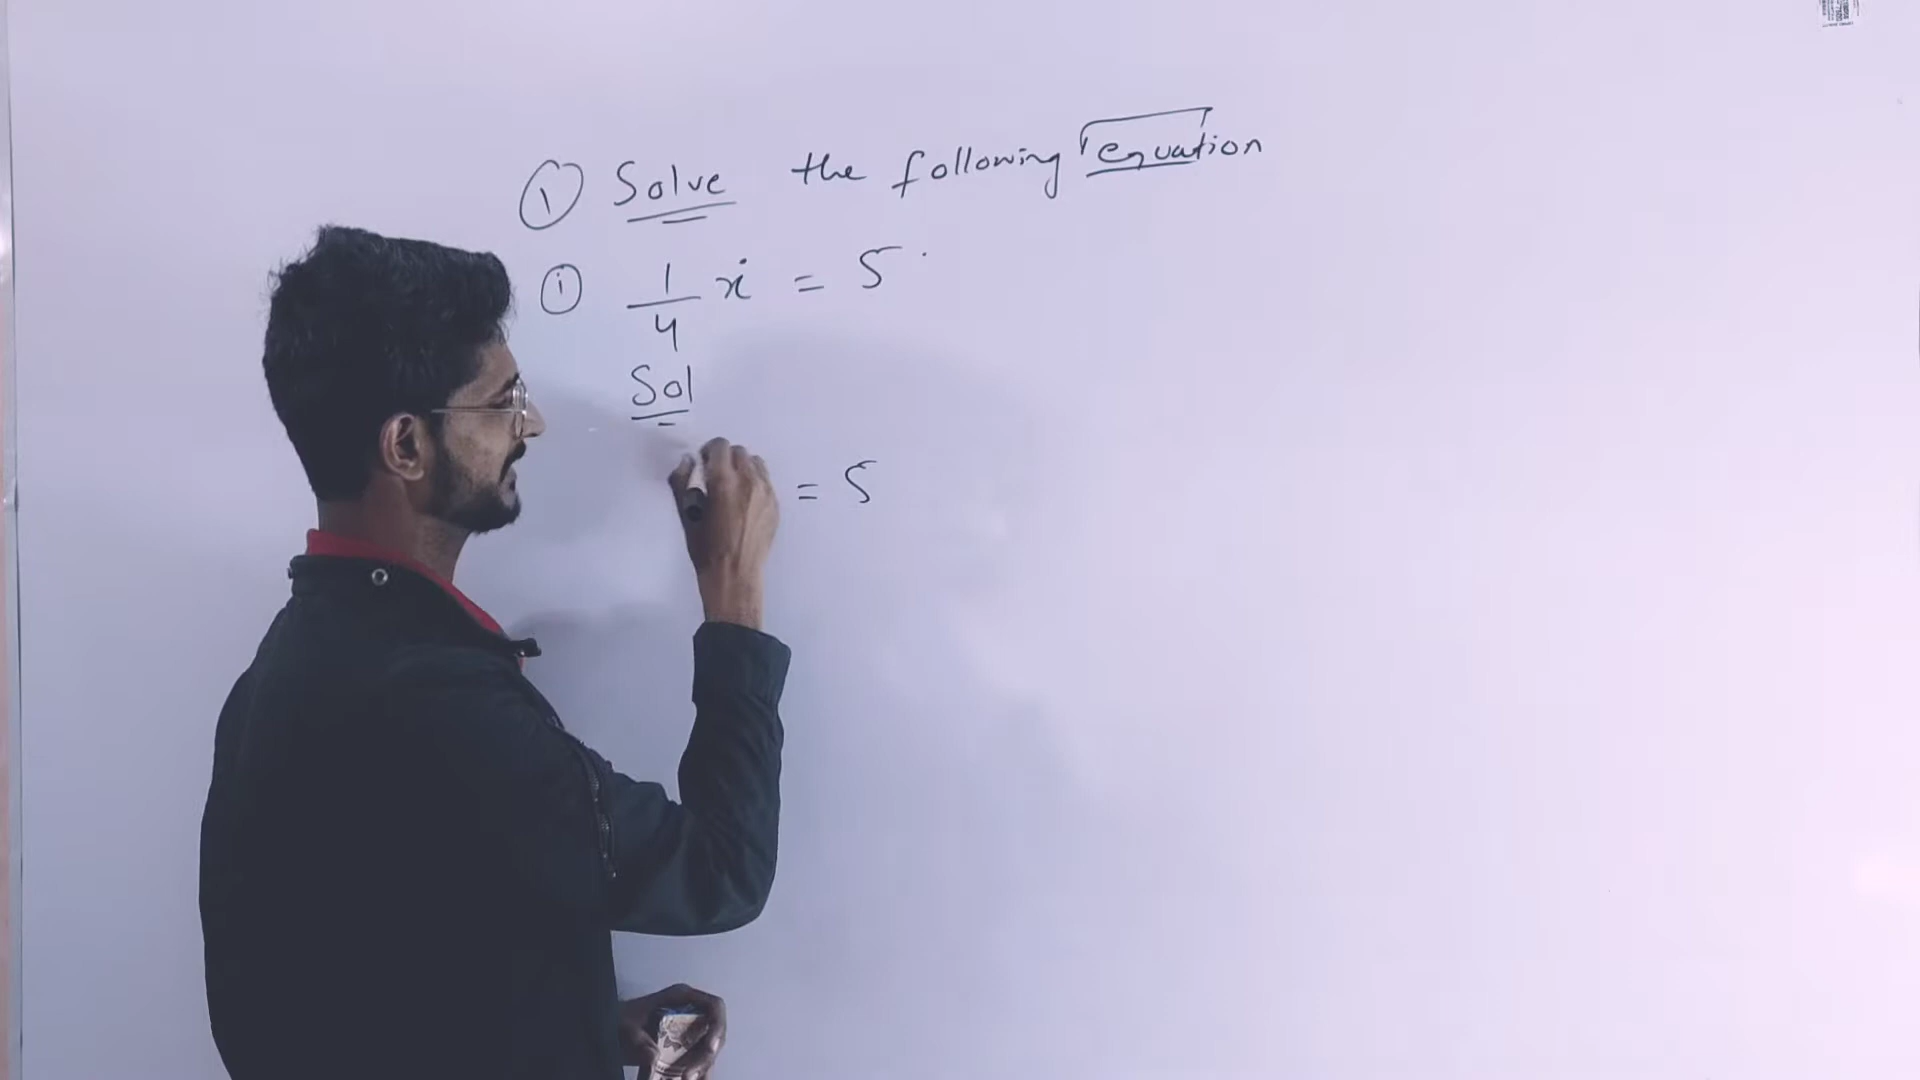 ① Solve the following equation
ⓘ 1/4 x = 5
Sol
= 5